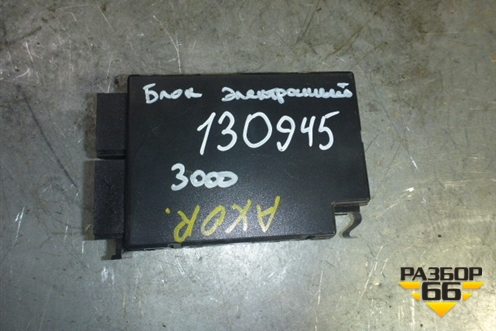 Блок электронный
130945
3000
AXOR.
РАЗБОР
66